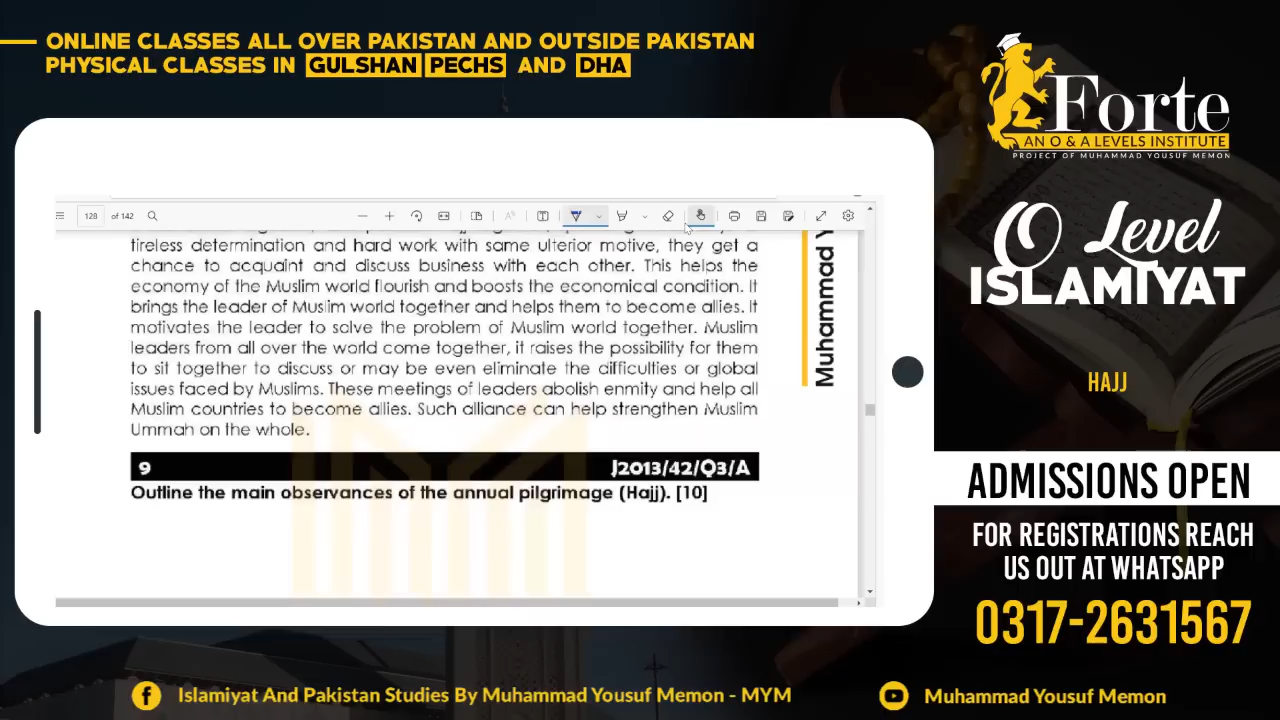 ONLINE CLASSES ALL OVER PAKISTAN AND OUTSIDE PAKISTAN
PHYSICAL CLASSES IN GULSHAN PECHS AND DHA
Forte
AN O & A LEVELS INSTITUTE
PROJECT OF MUHAMMAD YOUSUF MEMON
128 of 142
tireless determination and hard work with same ulterior motive, they get a
chance to acquaint and discuss business with each other. This helps the
economy of the Muslim world flourish and boosts the economical condition. It
brings the leader of Muslim world together and helps them to become allies. It
motivates the leader to solve the problem of Muslim world together. Muslim
leaders from all over the world come together, it raises the possibility for them
to sit together to discuss or may be even eliminate the difficulties or global
issues faced by Muslims. These meetings of leaders abolish enmity and help all
Muslim countries to become allies. Such alliance can help strengthen Muslim
Ummah on the whole.
9 J2013/42/Q3/A
Outline the main observances of the annual pilgrimage (Hajj). [10]
Muhammad
O Level
ISLAMIYAT
HAJJ
ADMISSIONS OPEN
FOR REGISTRATIONS REACH
US OUT AT WHATSAPP
0317-2631567
Islamiyat And Pakistan Studies By Muhammad Yousuf Memon - MYM
Muhammad Yousuf Memon